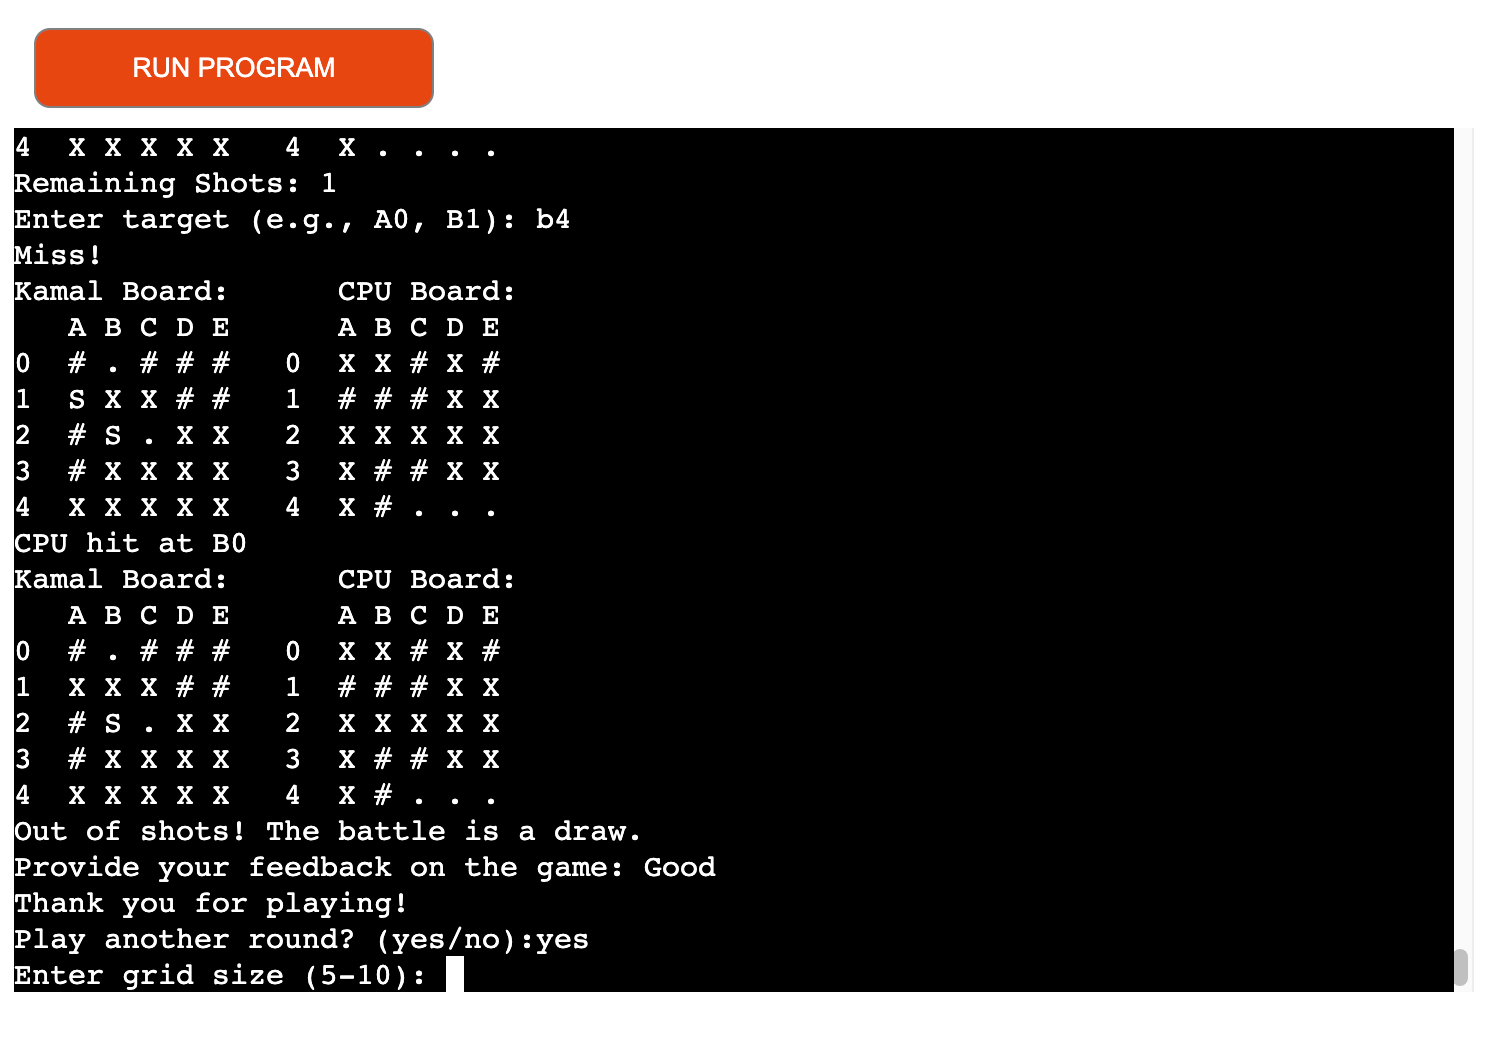 RUN PROGRAM
4  X X X X X   4  X . . . .
Remaining Shots: 1
Enter target (e.g., A0, B1): b4
Miss!
Kamal Board:      CPU Board:
   A B C D E      A B C D E
0  # . # # #   0  X X # X #
1  S X X # #   1  # # # X X
2  # S . X X   2  X X X X X
3  # X X X X   3  X # # X X
4  X X X X X   4  X # . . .
CPU hit at B0
Kamal Board:      CPU Board:
   A B C D E      A B C D E
0  # . # # #   0  X X # X #
1  X X X # #   1  # # # X X
2  # S . X X   2  X X X X X
3  # X X X X   3  X # # X X
4  X X X X X   4  X # . . .
Out of shots! The battle is a draw.
Provide your feedback on the game: Good
Thank you for playing!
Play another round? (yes/no):yes
Enter grid size (5-10):